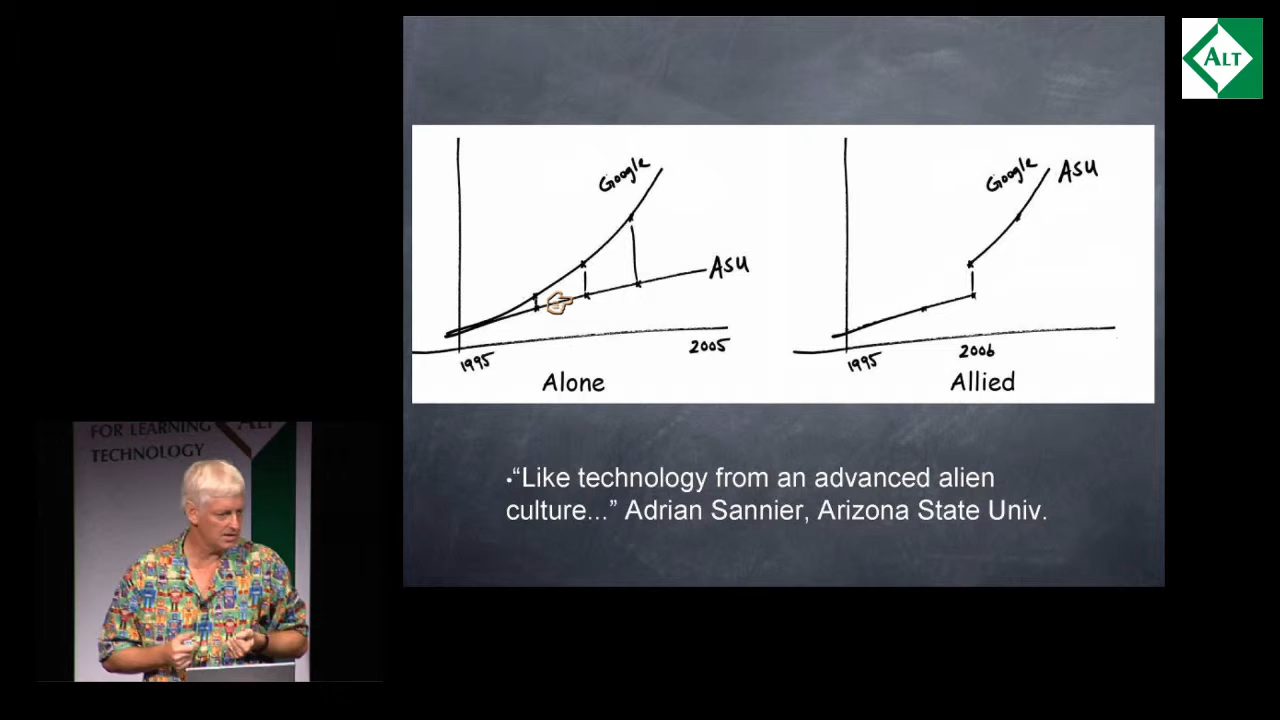 ALT
Google
ASU
1995
2005
Alone
Google
ASU
1995
2006
Allied
•“Like technology from an advanced alien
culture...” Adrian Sannier, Arizona State Univ.
FOR LEARNING
TECHNOLOGY
ALT